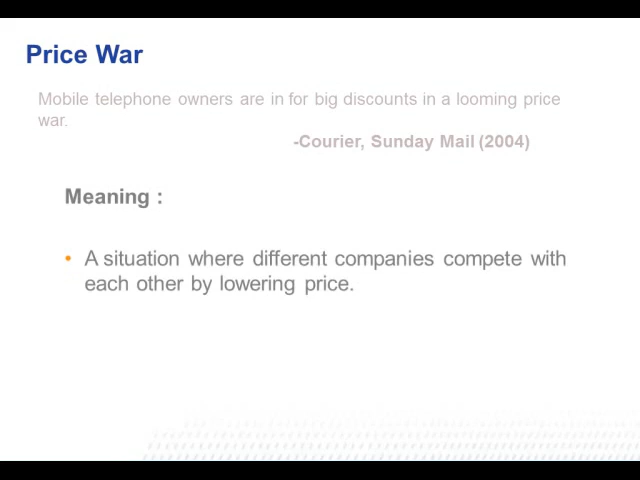 Price War
Mobile telephone owners are in for big discounts in a looming price
war.
-Courier, Sunday Mail (2004)
Meaning :
• A situation where different companies compete with
each other by lowering price.